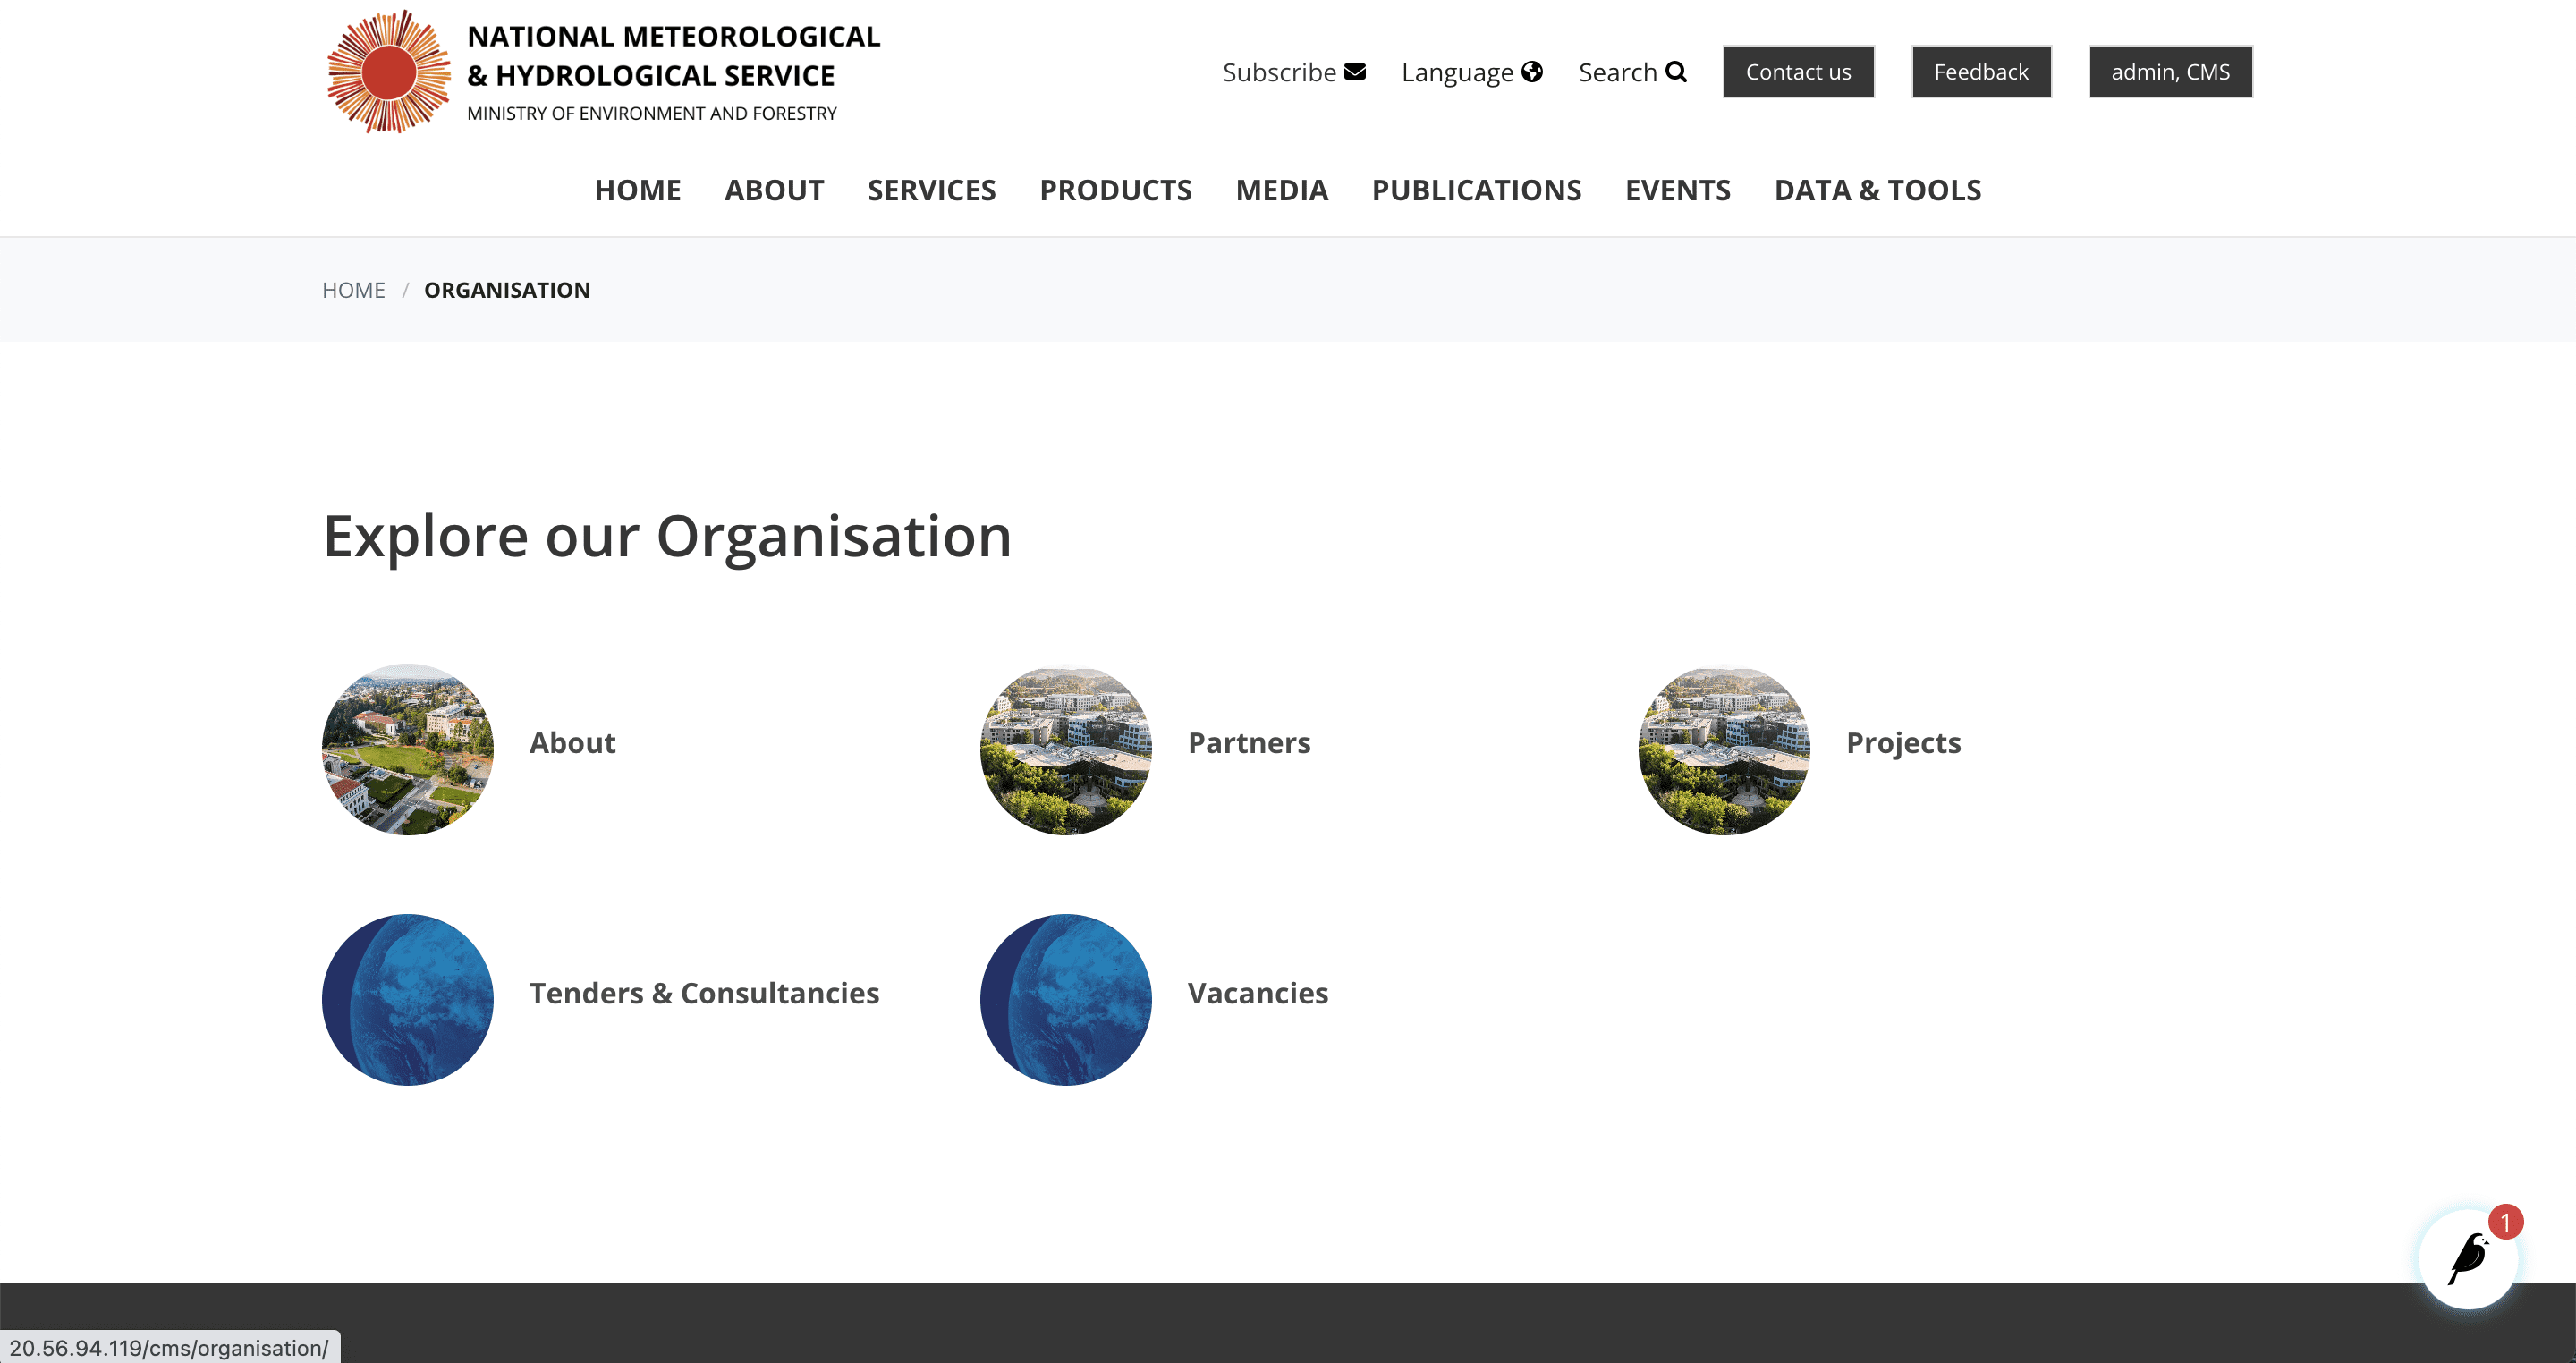 NATIONAL METEOROLOGICAL
& HYDROLOGICAL SERVICE
MINISTRY OF ENVIRONMENT AND FORESTRY
Subscribe Language Search Contact us Feedback admin, CMS
HOME ABOUT SERVICES PRODUCTS MEDIA PUBLICATIONS EVENTS DATA & TOOLS
HOME / ORGANISATION
Explore our Organisation
About Partners Projects
Tenders & Consultancies Vacancies
1
20.56.94.119/cms/organisation/